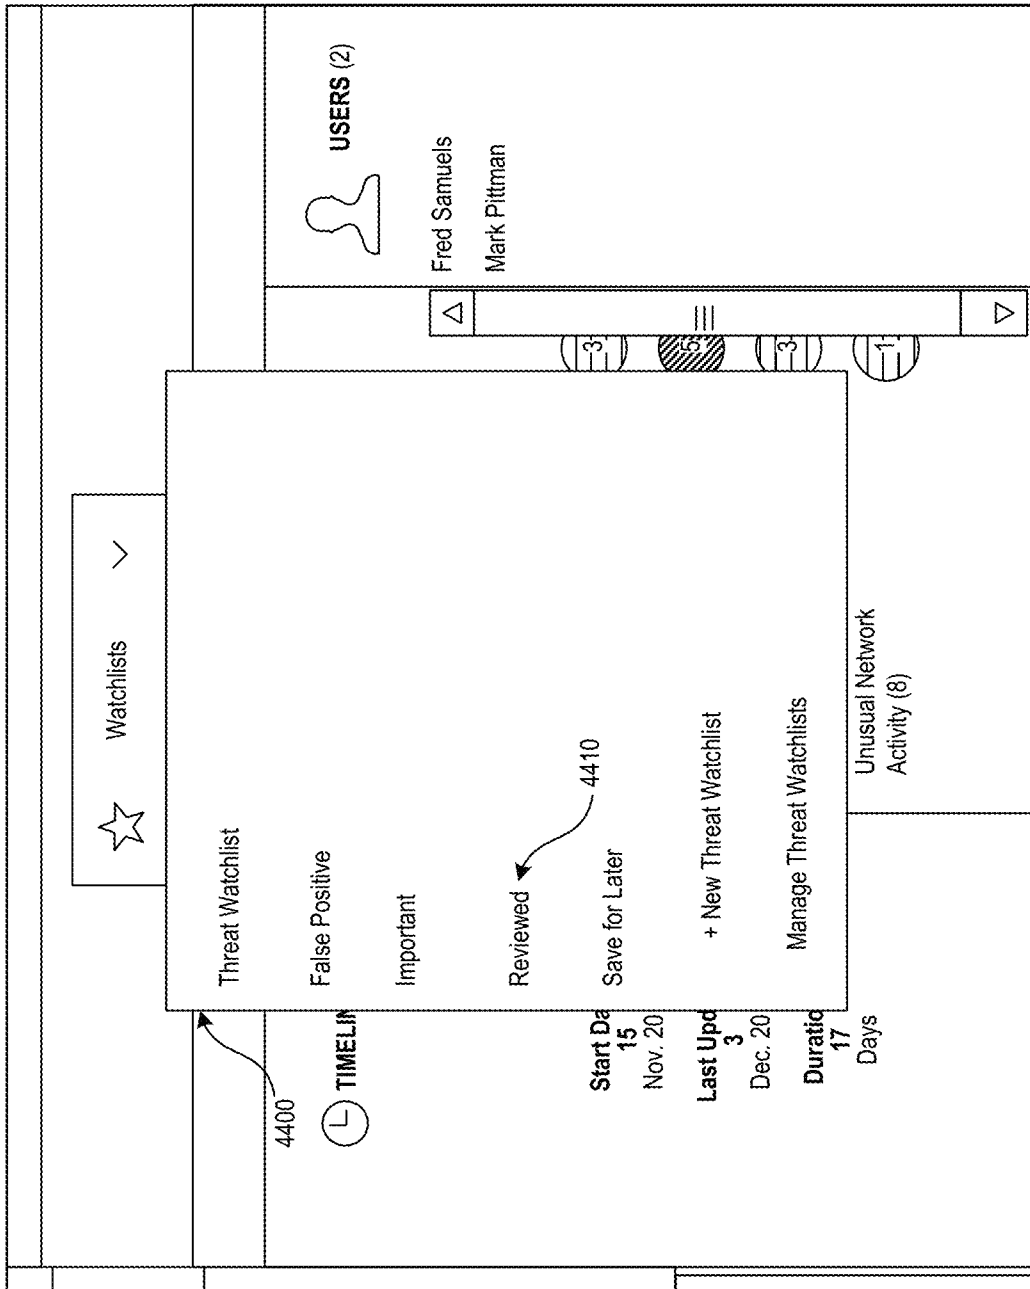 Watchlists
Threat Watchlist
False Positive
Important
Reviewed
4410
Save for Later
+ New Threat Watchlist
Manage Threat Watchlists
4400
TIMELIN
Start Da
15
Nov. 20
Last Upd
3
Dec. 20
Duratio
17
Days
Unusual Network
Activity (8)
3
5
3
1
USERS (2)
Fred Samuels
Mark Pittman